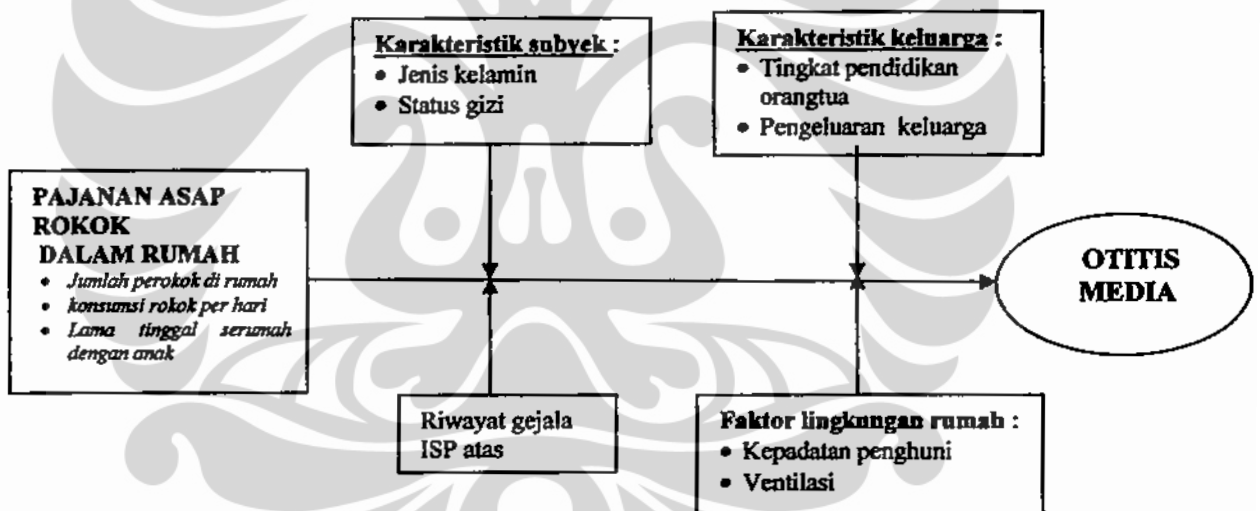 Karakteristik subyek :
• Jenis kelamin
• Status gizi
Karakteristik keluarga :
• Tingkat pendidikan
orangtua
• Pengeluaran keluarga
PAJANAN ASAP
ROKOK
DALAM RUMAH
• Jumlah perokok di rumah
• konsumsi rokok per hari
• Lama tinggal serumah
dengan anak
OTITIS
MEDIA
Riwayat gejala
ISP atas
Faktor lingkungan rumah :
• Kepadatan penghuni
• Ventilasi